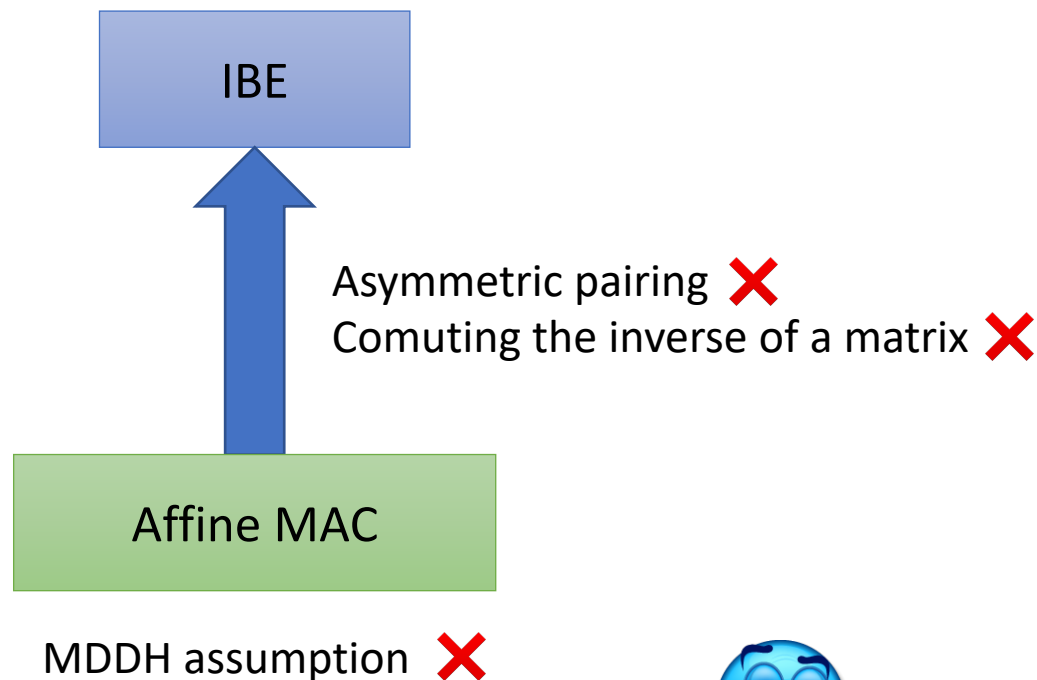 IBE
Asymmetric pairing
Comuting the inverse of a matrix
Affine MAC
MDDH assumption